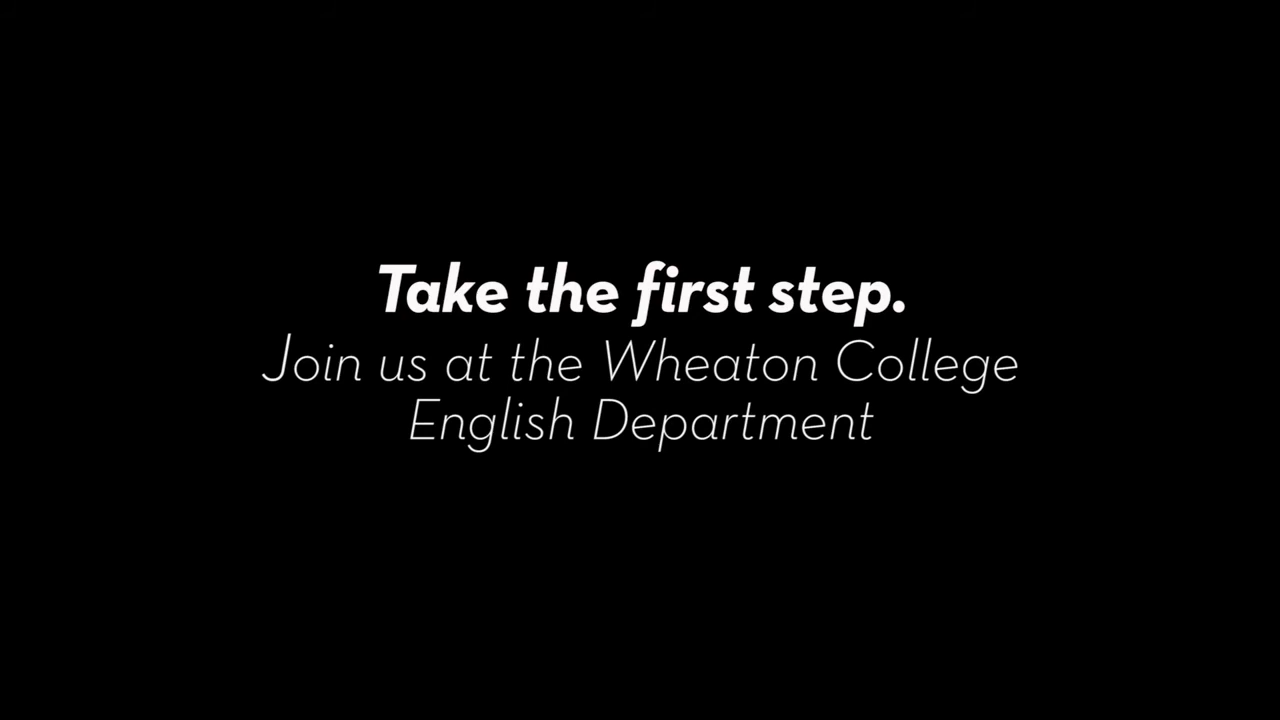 Take the first step.
Join us at the Wheaton College
English Department